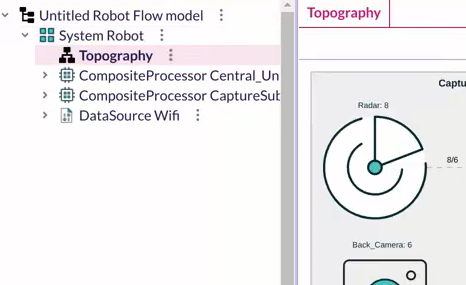 Untitled Robot Flow model
Topography
System Robot
Topography
CompositeProcessor Central_Un
CompositeProcessor CaptureSub
DataSource Wifi
Captu
Radar: 8
8/6
Back_Camera: 6